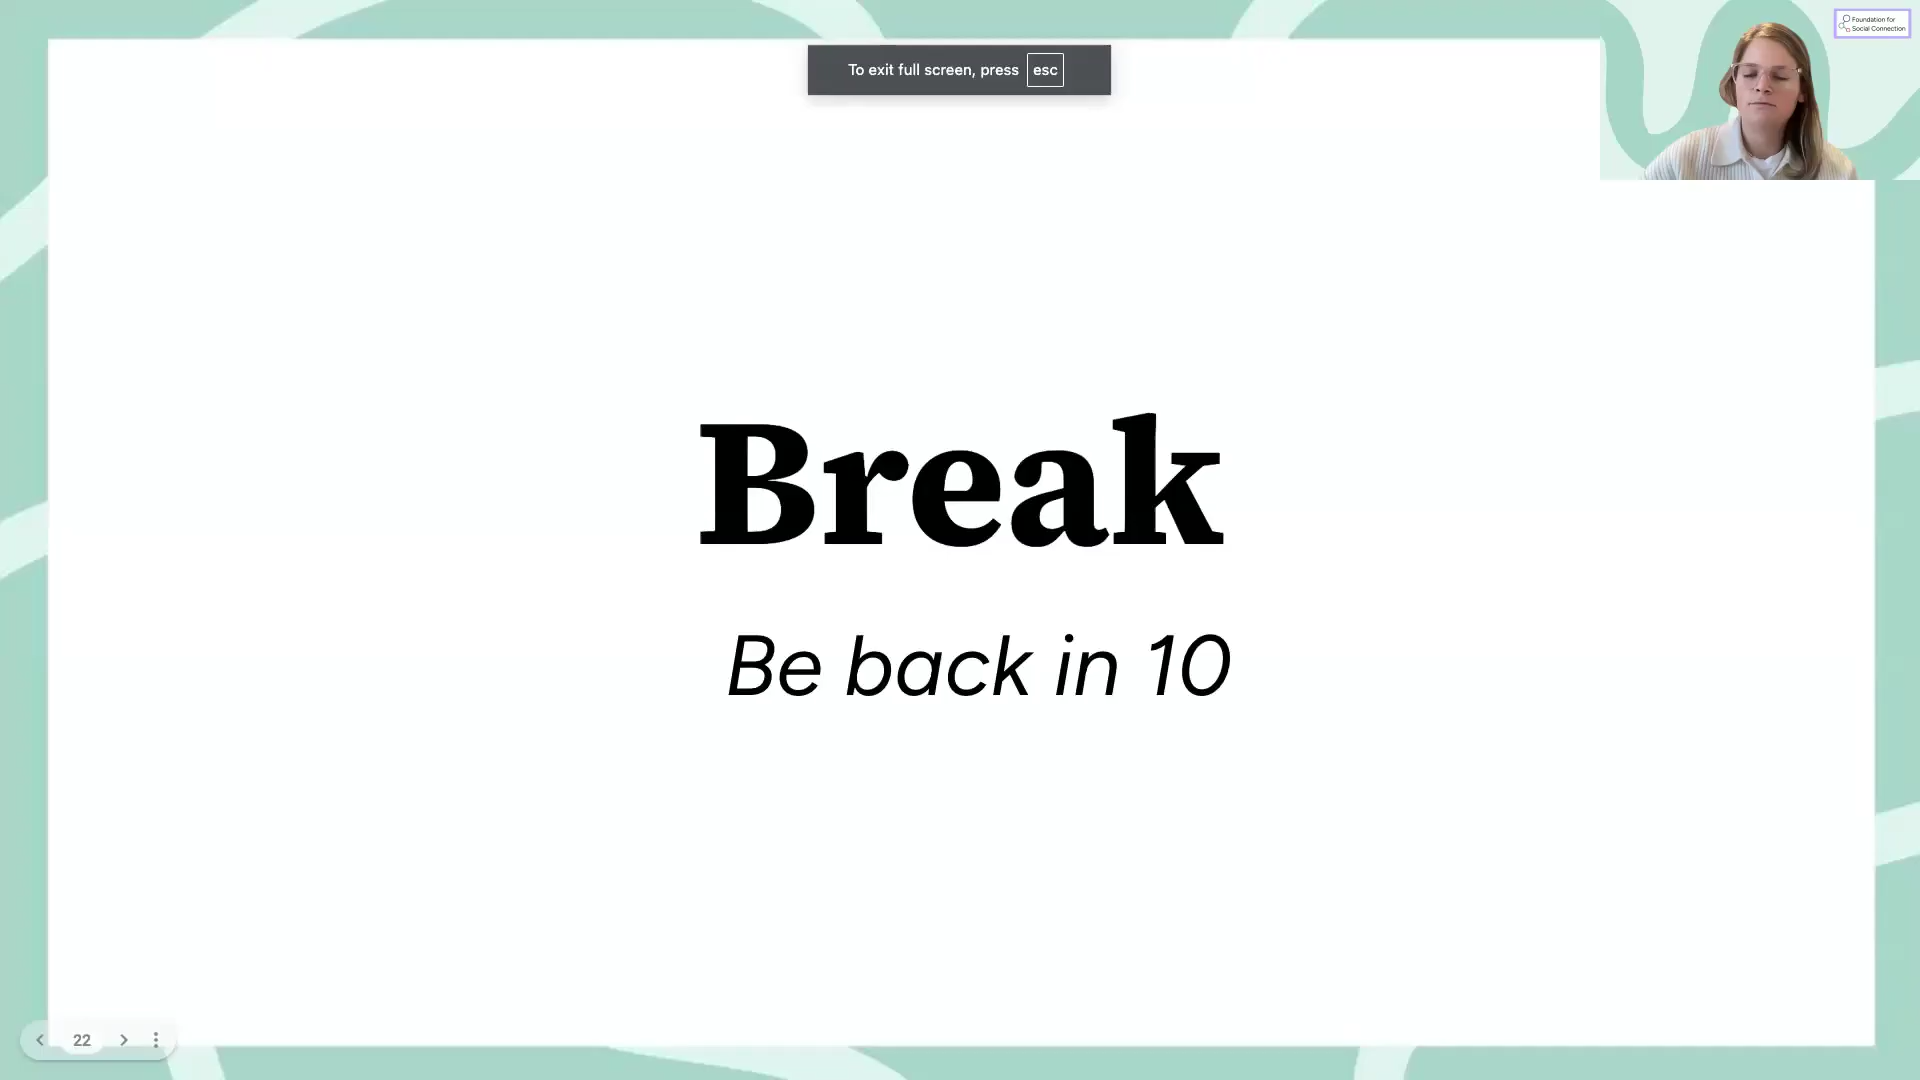 To exit full screen, press esc
Foundation for
Social Connection
Break
Be back in 10
22